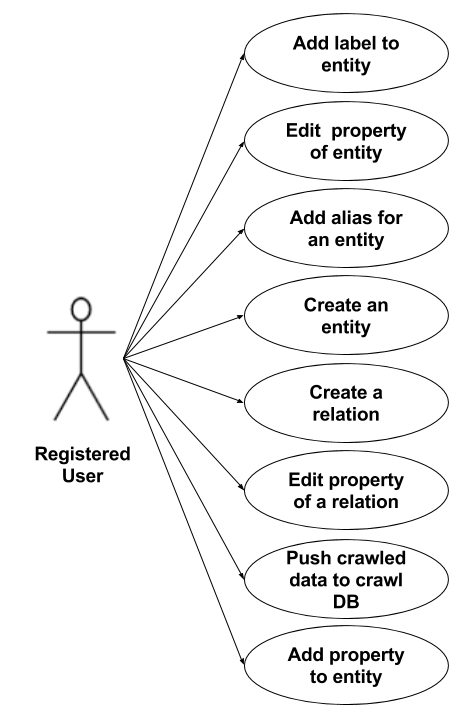 Add label to
entity
Edit property
of entity
Add alias for
an entity
Create an
entity
Create a
relation
Registered
User
Edit property
of a relation
Push crawled
data to crawl
DB
Add property
to entity